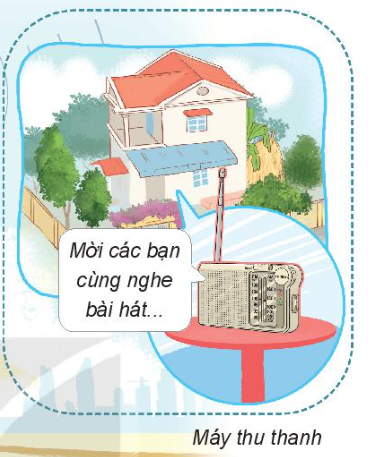 Mời các bạn
cùng nghe
bài hát...
Máy thu thanh